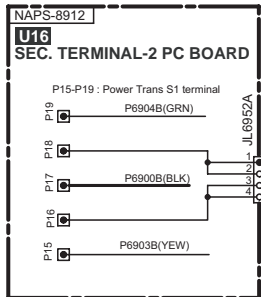 NAPS-8912
U16
SEC. TERMINAL-2 PC BOARD
P15-P19 : Power Trans S1 terminal
P19
P6904B(GRN)
JL6952A
P18
1
2
P17
P6900B(BLK)
3
4
P16
P15
P6903B(YEW)